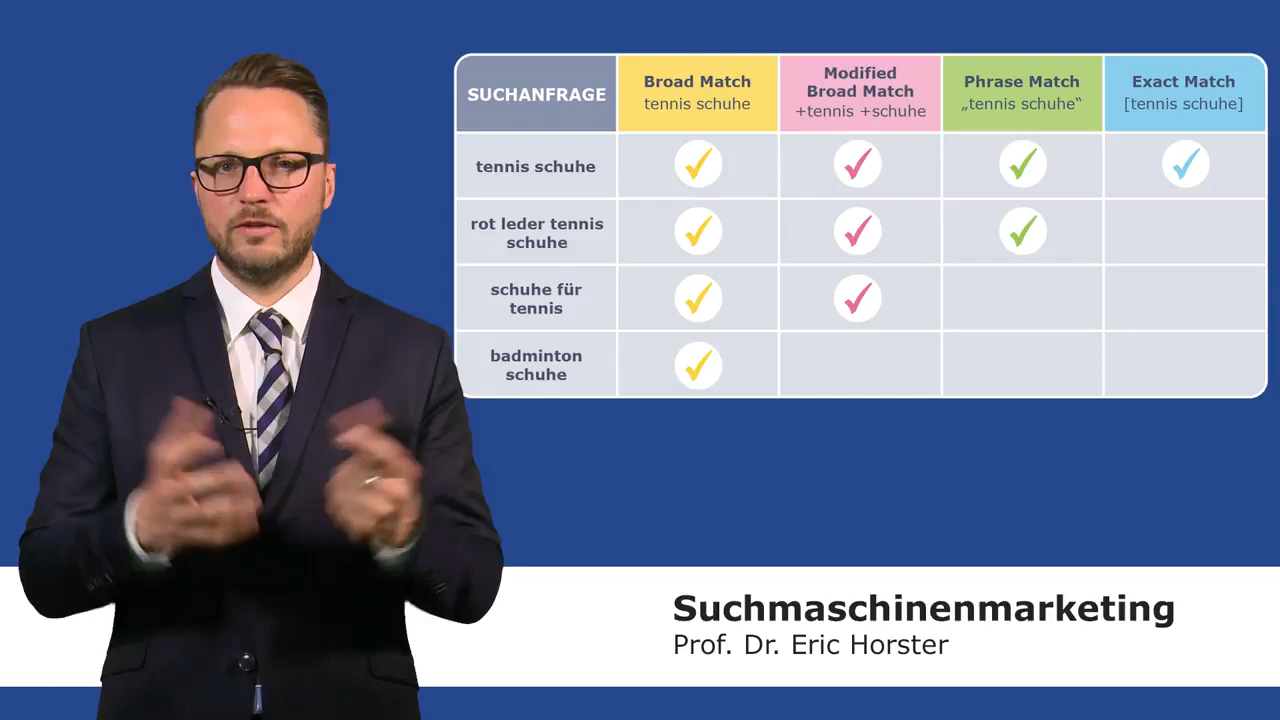 SUCHANFRAGE
Broad Match
tennis schuhe
Modified
Broad Match
+tennis +schuhe
Phrase Match
„tennis schuhe“
Exact Match
[tennis schuhe]
tennis schuhe
rot leder tennis
schuhe
schuhe für
tennis
badminton
schuhe
Suchmaschinenmarketing
Prof. Dr. Eric Horster